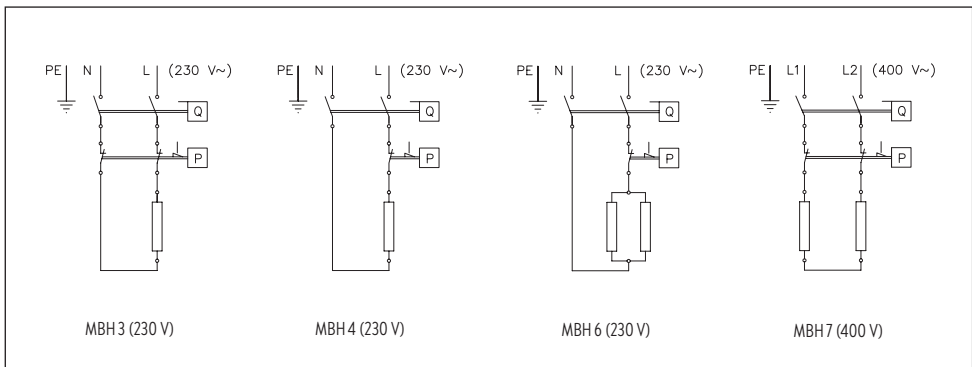 PE N L (230 V~)
Q
P
MBH 3 (230 V)
PE N L (230 V~)
Q
P
MBH 4 (230 V)
PE N L (230 V~)
Q
P
MBH 6 (230 V)
PE L1 L2 (400 V~)
Q
P
MBH 7 (400 V)